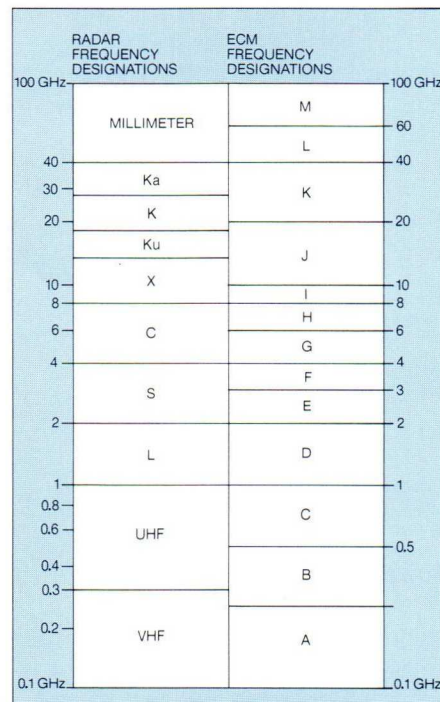 RADAR
FREQUENCY
DESIGNATIONS
ECM
FREQUENCY
DESIGNATIONS
100 GHz
100 GHz
M
MILLIMETER
60
L
40
40
Ka
30
K
K
20
20
Ku
J
X
10
10
I
8
8
H
C
6
6
G
4
4
F
S
3
E
2
2
L
D
1
1
0.8
C
UHF
0.6
0.5
0.4
B
0.3
0.2
VHF
A
0.1 GHz
0.1 GHz